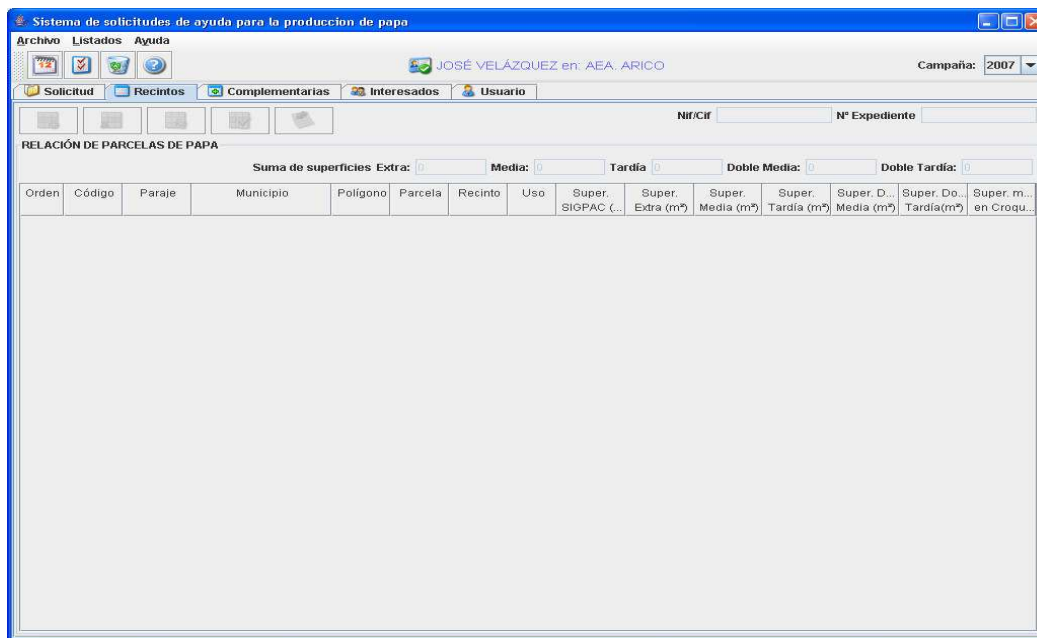 Sistema de solicitudes de ayuda para la produccion de papa
Archivo Listados Ayuda
12 ? JOSÉ VELÁZQUEZ en: AEA. ARICO Campaña: 2007
Solicitud Recintos Complementarias Interesados Usuario
Nif/Cif Nº Expediente
RELACIÓN DE PARCELAS DE PAPA
Suma de superficies Extra: 0 Media: 0 Tardía 0 Doble Media: 0 Doble Tardía: 0
Orden Código Paraje Municipio Polígono Parcela Recinto Uso Super. Super. Super. Super. Super. D... Super. Do... Super. m...
SIGPAC (... Extra (m²) Media (m²) Tardía (m²) Media (m²) Tardía(m²) en Croqu...